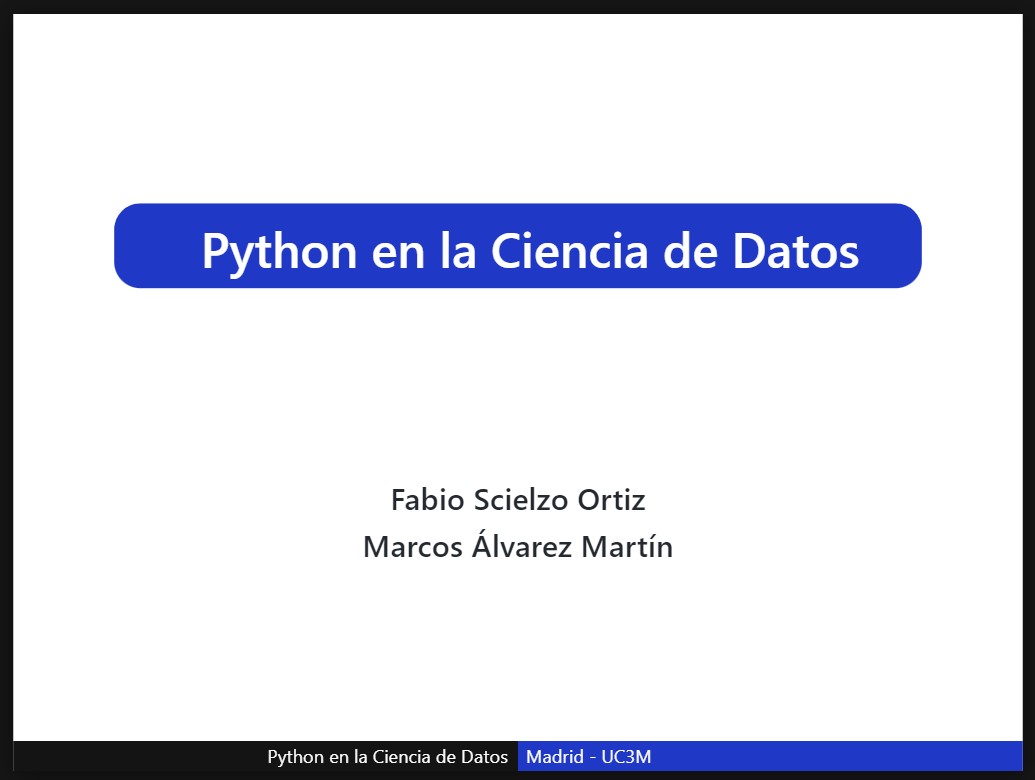 Python en la Ciencia de Datos
Fabio Scielzo Ortiz
Marcos Álvarez Martín
Python en la Ciencia de Datos
Madrid - UC3M